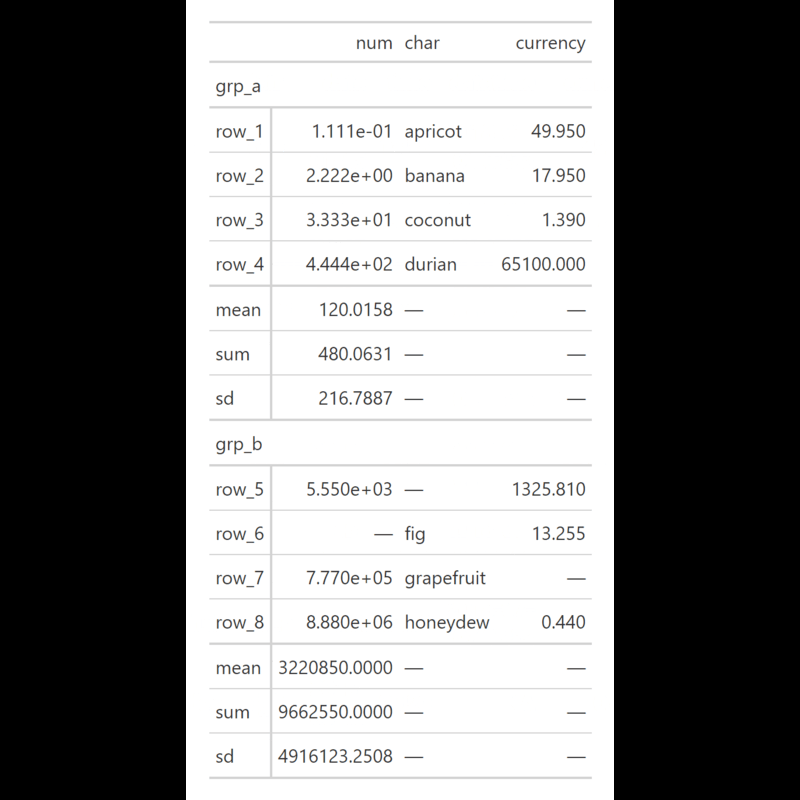 num char currency
grp_a
row_1 1.111e-01 apricot 49.950
row_2 2.222e+00 banana 17.950
row_3 3.333e+01 coconut 1.390
row_4 4.444e+02 durian 65100.000
mean 120.0158 — —
sum 480.0631 — —
sd 216.7887 — —
grp_b
row_5 5.550e+03 — 1325.810
row_6 — fig 13.255
row_7 7.770e+05 grapefruit —
row_8 8.880e+06 honeydew 0.440
mean 3220850.0000 — —
sum 9662550.0000 — —
sd 4916123.2508 — —